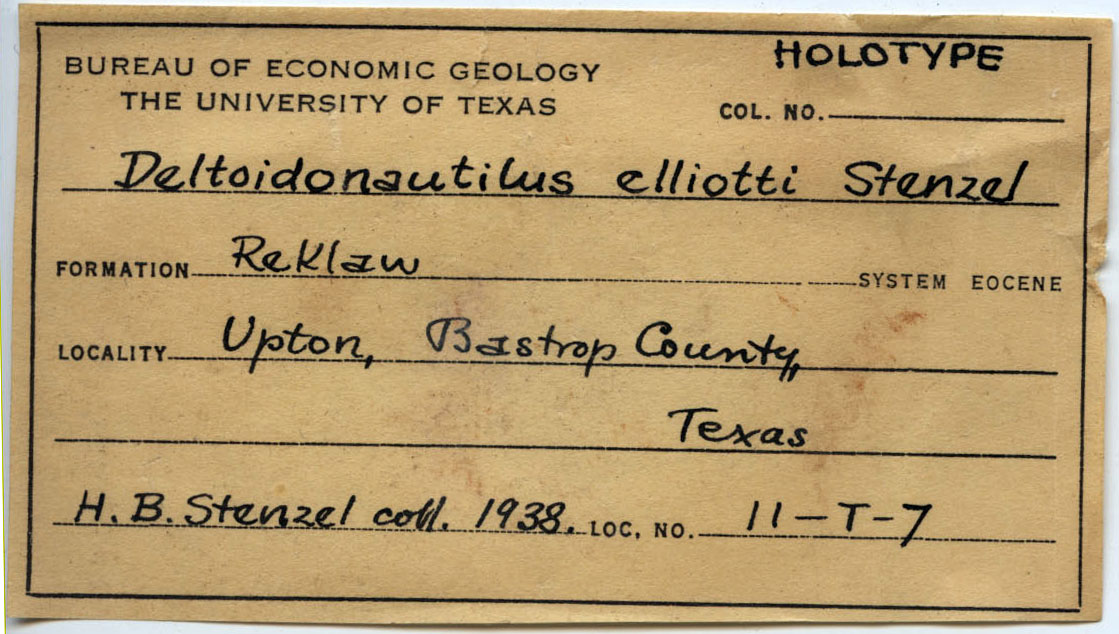 HOLOTYPE
BUREAU OF ECONOMIC GEOLOGY
THE UNIVERSITY OF TEXAS
COL. NO.
Deltoidonautilus elliotti Stenzel
FORMATION Reklaw SYSTEM EOCENE
LOCALITY Upton, Bastrop County,
Texas
H. B. Stenzel coll. 1938. LOC. NO. 11-T-7